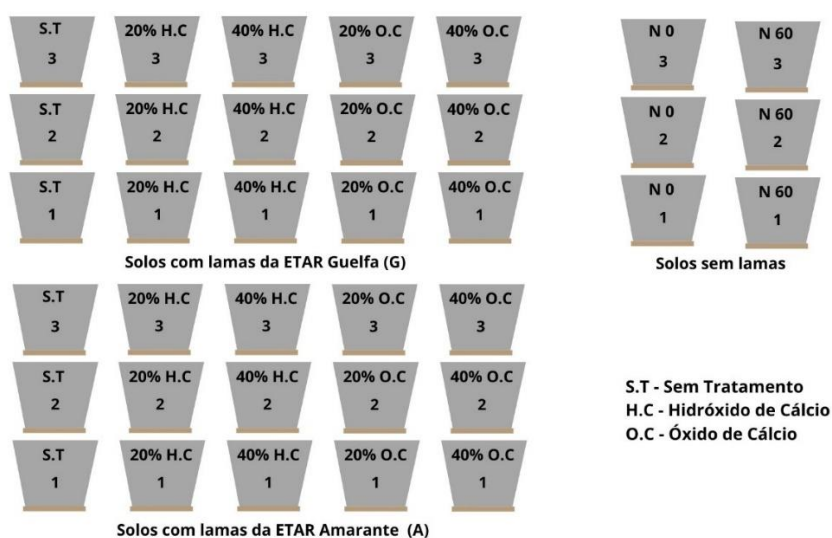 S.T 20% H.C 40% H.C 20% O.C 40% O.C
3 3 3 3 3
S.T 20% H.C 40% H.C 20% O.C 40% O.C
2 2 2 2 2
S.T 20% H.C 40% H.C 20% O.C 40% O.C
1 1 1 1 1
Solos com lamas da ETAR Guelfa (G)
N 0 N 60
3 3
N 0 N 60
2 2
N 0 N 60
1 1
Solos sem lamas
S.T 20% H.C 40% H.C 20% O.C 40% O.C
3 3 3 3 3
S.T 20% H.C 40% H.C 20% O.C 40% O.C
2 2 2 2 2
S.T 20% H.C 40% H.C 20% O.C 40% O.C
1 1 1 1 1
Solos com lamas da ETAR Amarante (A)
S.T - Sem Tratamento
H.C - Hidróxido de Cálcio
O.C - Óxido de Cálcio